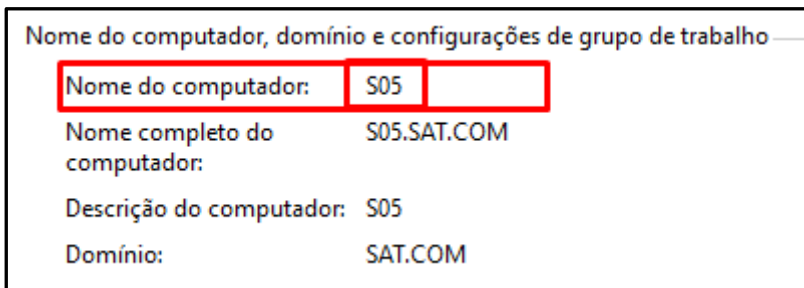 Nome do computador, domínio e configurações de grupo de trabalho
Nome do computador: S05
Nome completo do S05.SAT.COM
computador:
Descrição do computador: S05
Domínio: SAT.COM